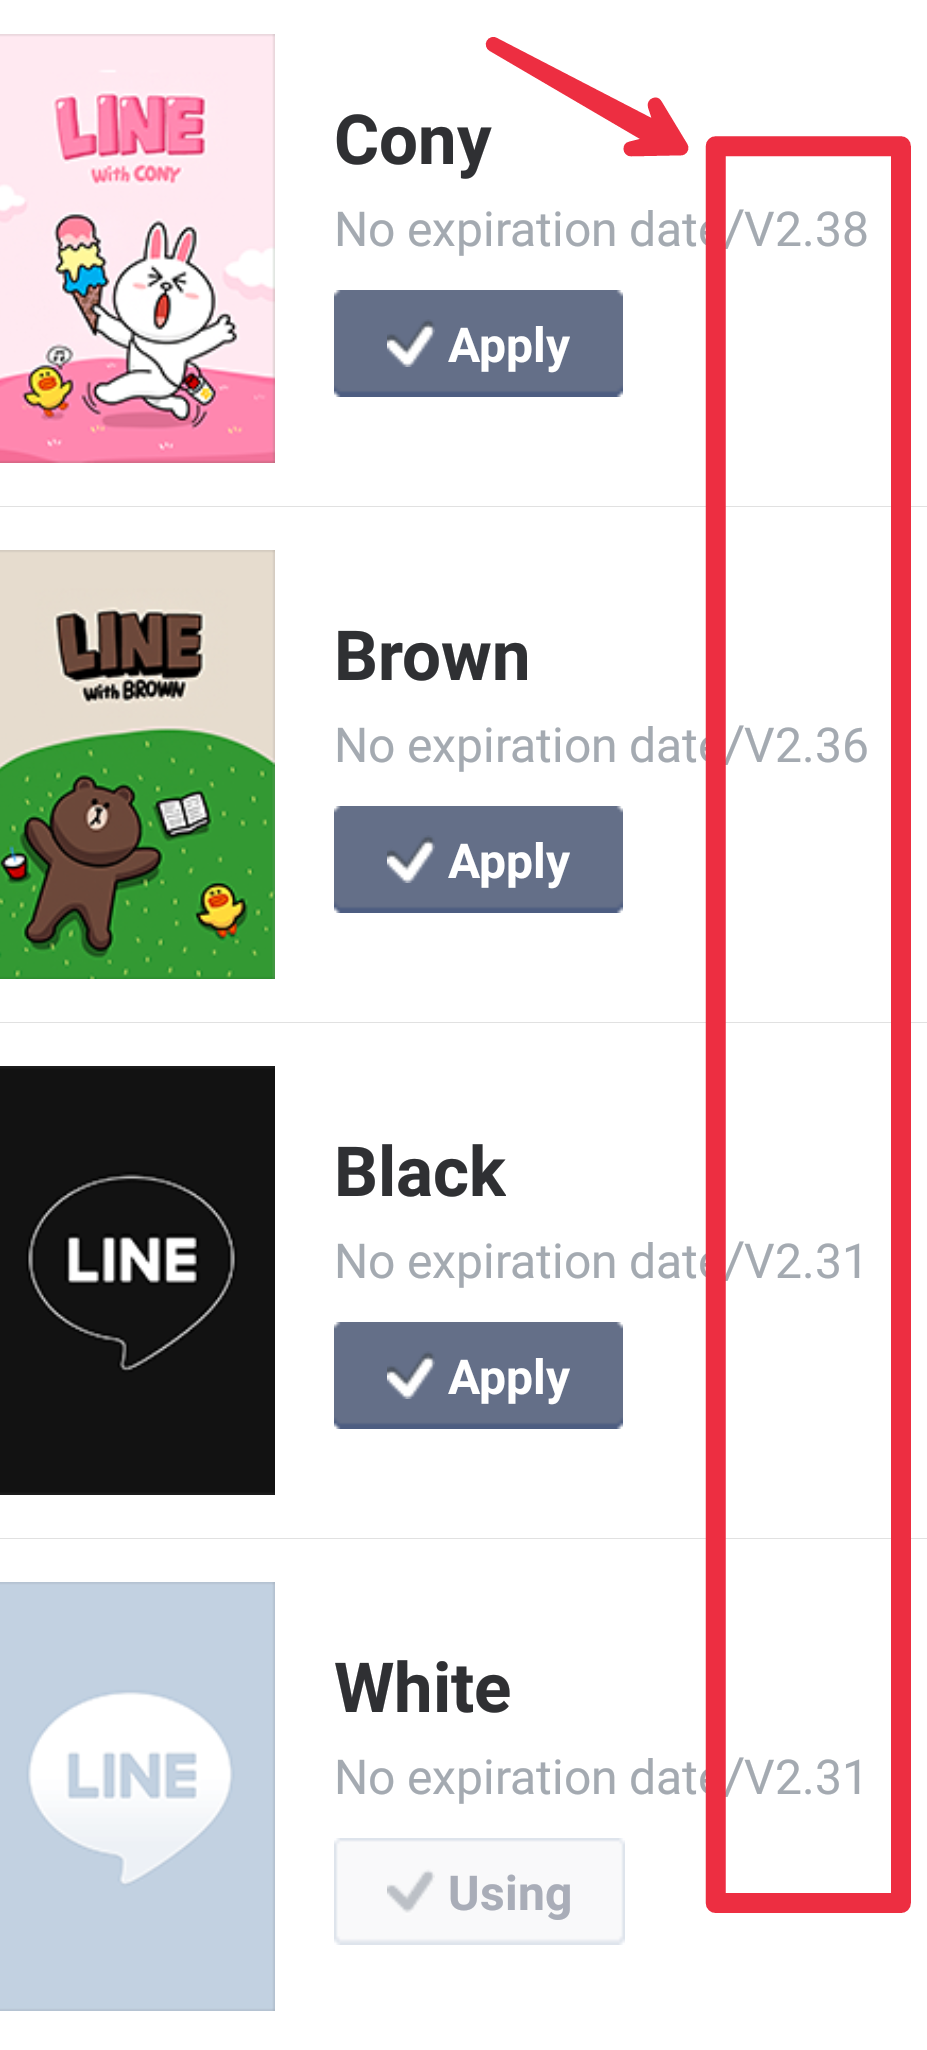 LINE
with CONY
Cony
No expiration date/V2.38
Apply
LINE
with BROWN
Brown
No expiration date/V2.36
Apply
LINE
Black
No expiration date/V2.31
Apply
LINE
White
No expiration date/V2.31
Using